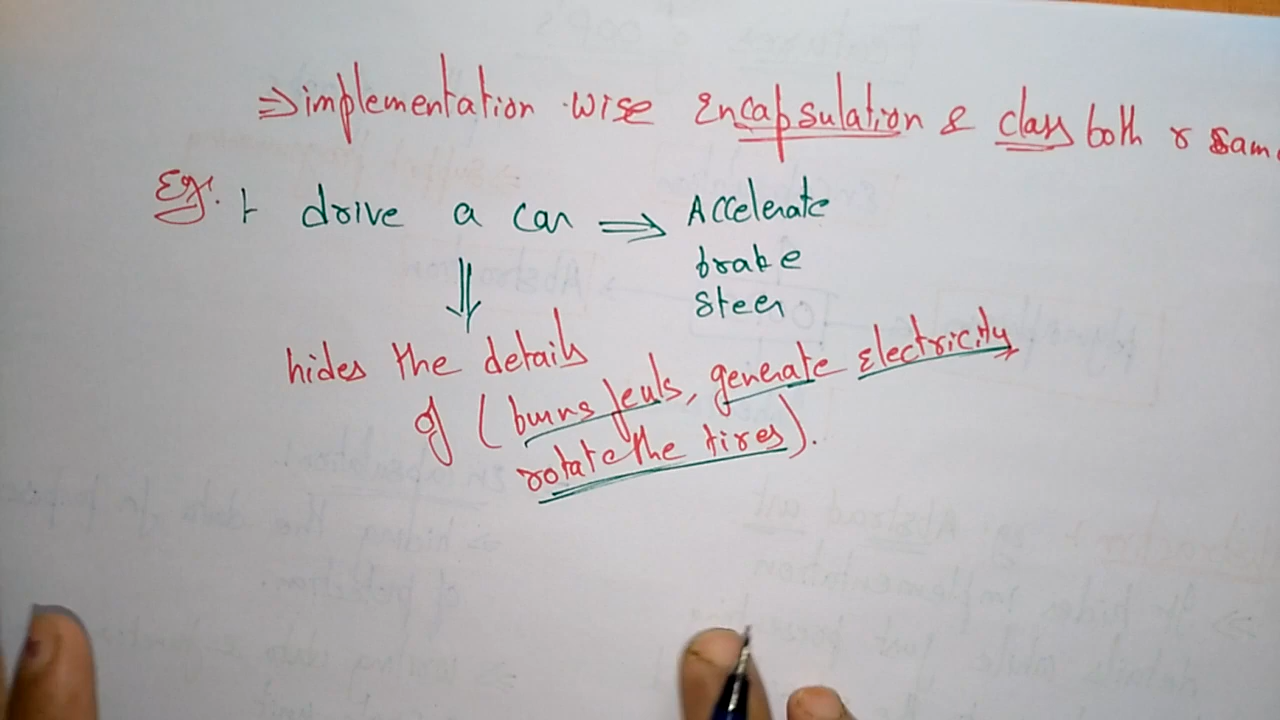 ⇒ implementation wise Encapsulation & class both r Same
Eg:- I drive a car ⇒ Accelerate
brake
Steer
⇓
hides the details
of (burns feuls, generate Electricity
rotate the tires).